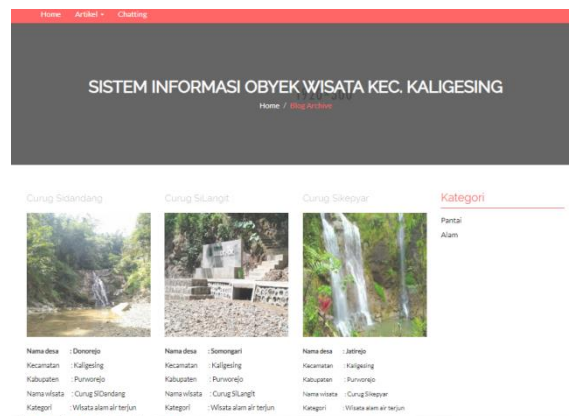 Home Artikel Chatting
SISTEM INFORMASI OBYEK WISATA KEC. KALIGESING
Home / Blog Archive
Curug Sidandang
Curug SiLangit
Curug Sikepyar
Kategori
Pantai
Alam
Nama desa : Donorejo
Kecamatan : Kaligesing
Kabupaten : Purworejo
Nama wisata : Curug SiDandang
Kategori : Wisata alam air terjun
Nama desa : Somongari
Kecamatan : Kaligesing
Kabupaten : Purworejo
Nama wisata : Curug SiLangit
Kategori : Wisata alam air terjun
Nama desa : Jatirejo
Kecamatan : Kaligesing
Kabupaten : Purworejo
Nama wisata : Curug Sikepyar
Kategori : Wisata alam air terjun